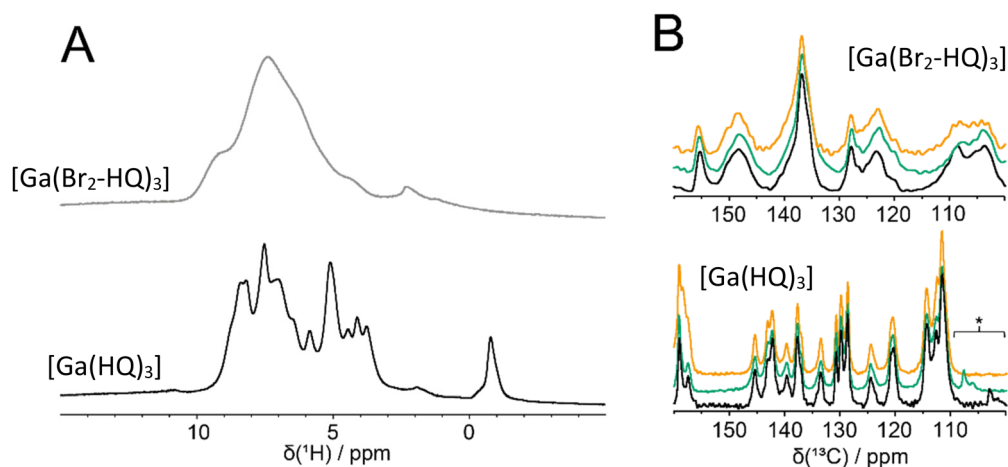 A
[Ga(Br₂-HQ)₃]
[Ga(HQ)₃]
10 5 0
δ(¹H) / ppm
B
[Ga(Br₂-HQ)₃]
150 140 130 120 110
[Ga(HQ)₃]
*
150 140 130 120 110
δ(¹³C) / ppm